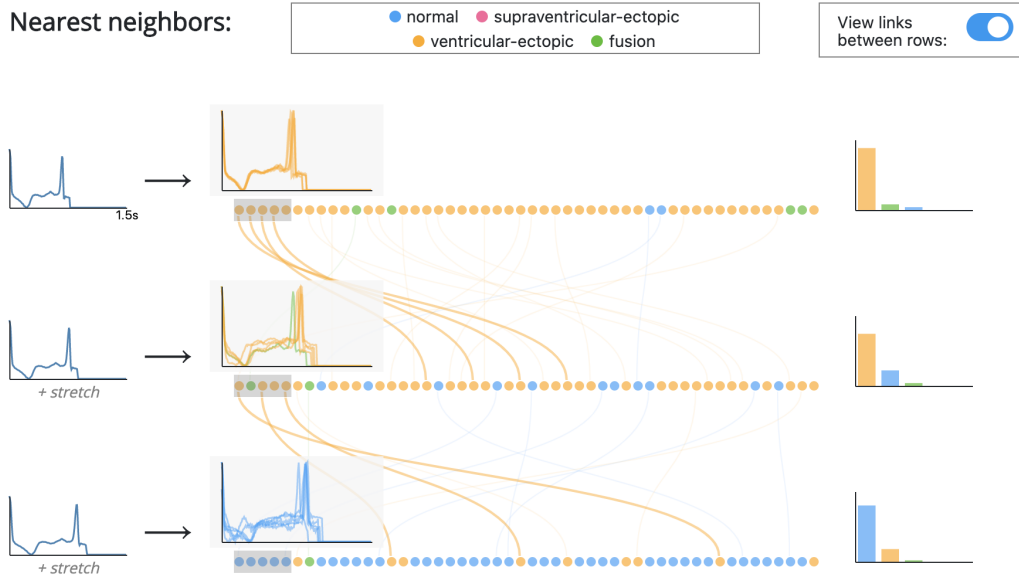 Nearest neighbors:
normal
supraventricular-ectopic
ventricular-ectopic
fusion
View links
between rows:
1.5s
+ stretch
+ stretch